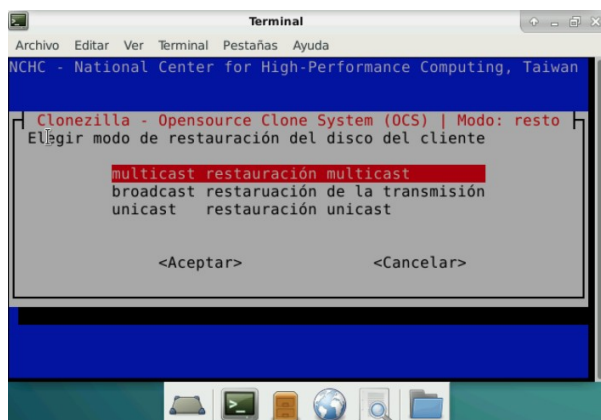 Terminal
Archivo Editar Ver Terminal Pestañas Ayuda
NCHC - National Center for High-Performance Computing, Taiwan
Clonezilla - Opensource Clone System (OCS) | Modo: resto
Elegir modo de restauración del disco del cliente
multicast restauración multicast
broadcast restaruación de la transmisión
unicast restauración unicast
<Aceptar> <Cancelar>